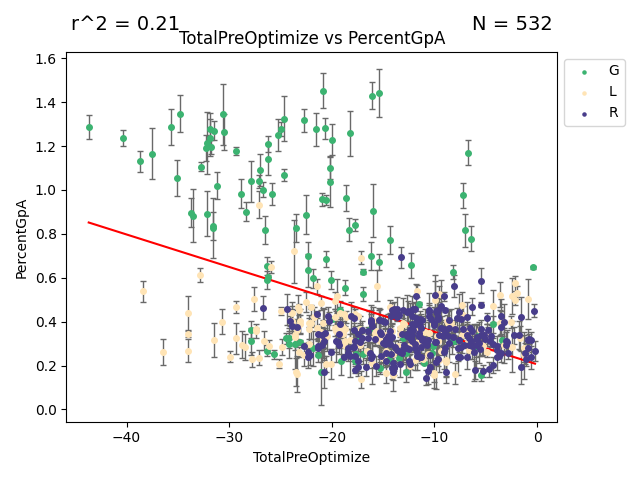 r^2 = 0.21
N = 532
TotalPreOptimize vs PercentGpA
G
L
R
1.6
1.4
1.2
1.0
0.8
0.6
0.4
0.2
0.0
PercentGpA
−40
−30
−20
−10
0
TotalPreOptimize